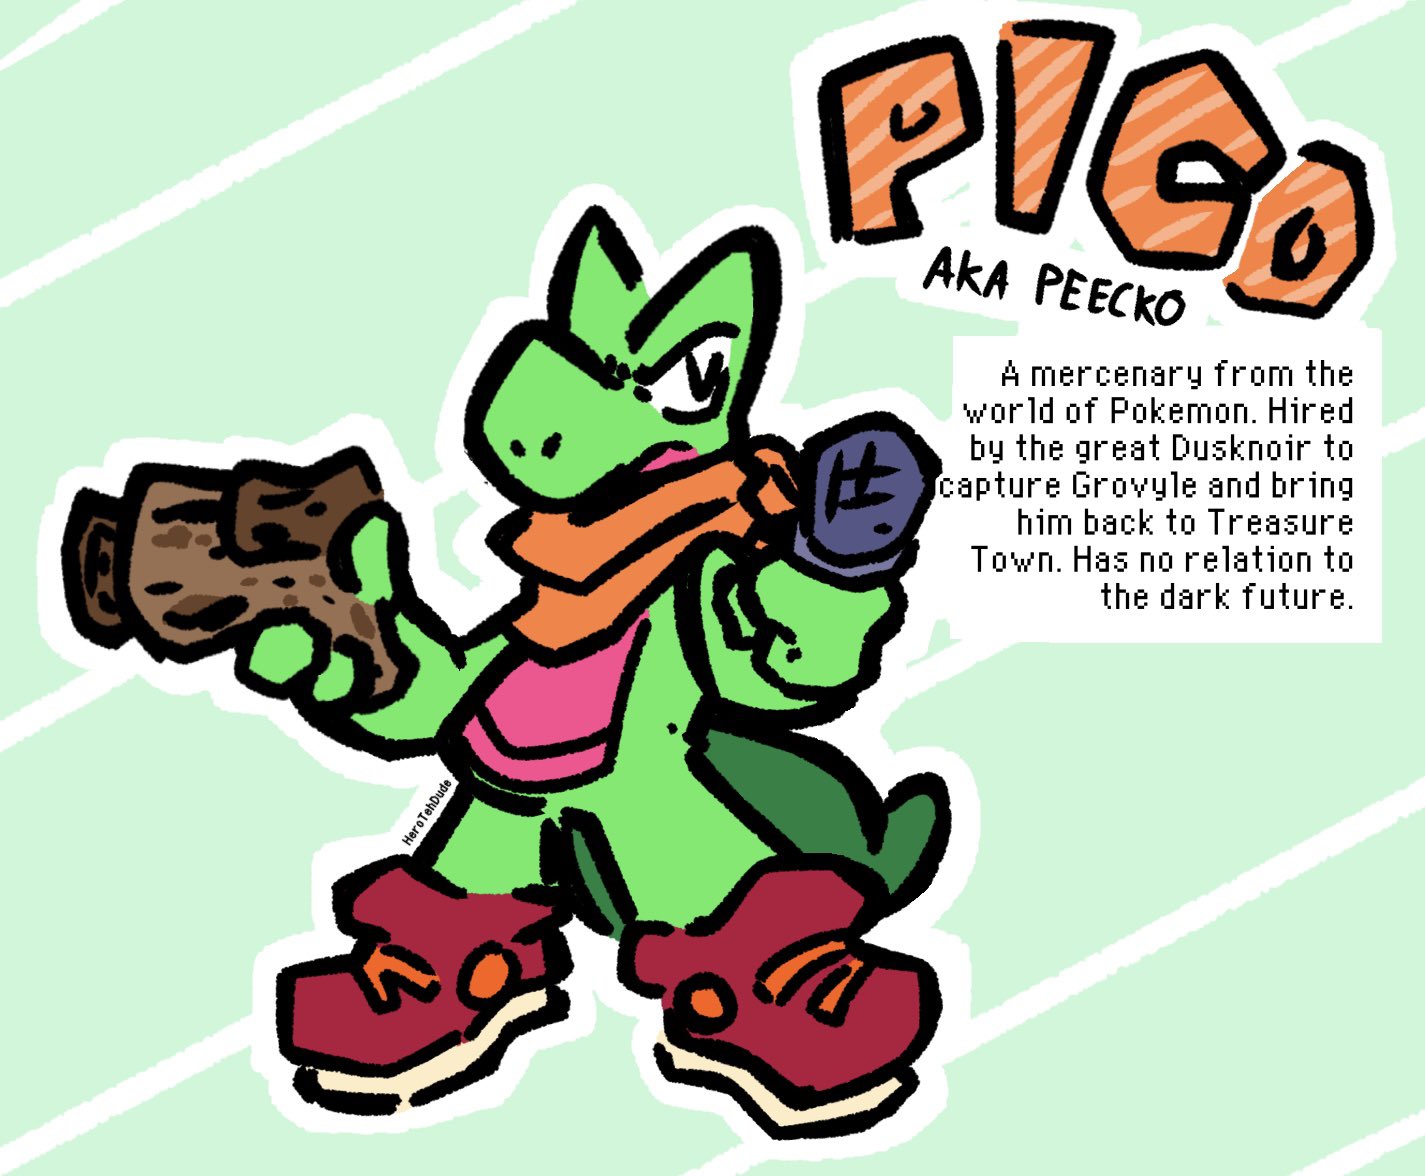 PICO
AKA PEECKO
A mercenary from the
world of Pokemon. Hired
by the great Dusknoir to
capture Grovyle and bring
him back to Treasure
Town. Has no relation to
the dark future.
HeroTehDude